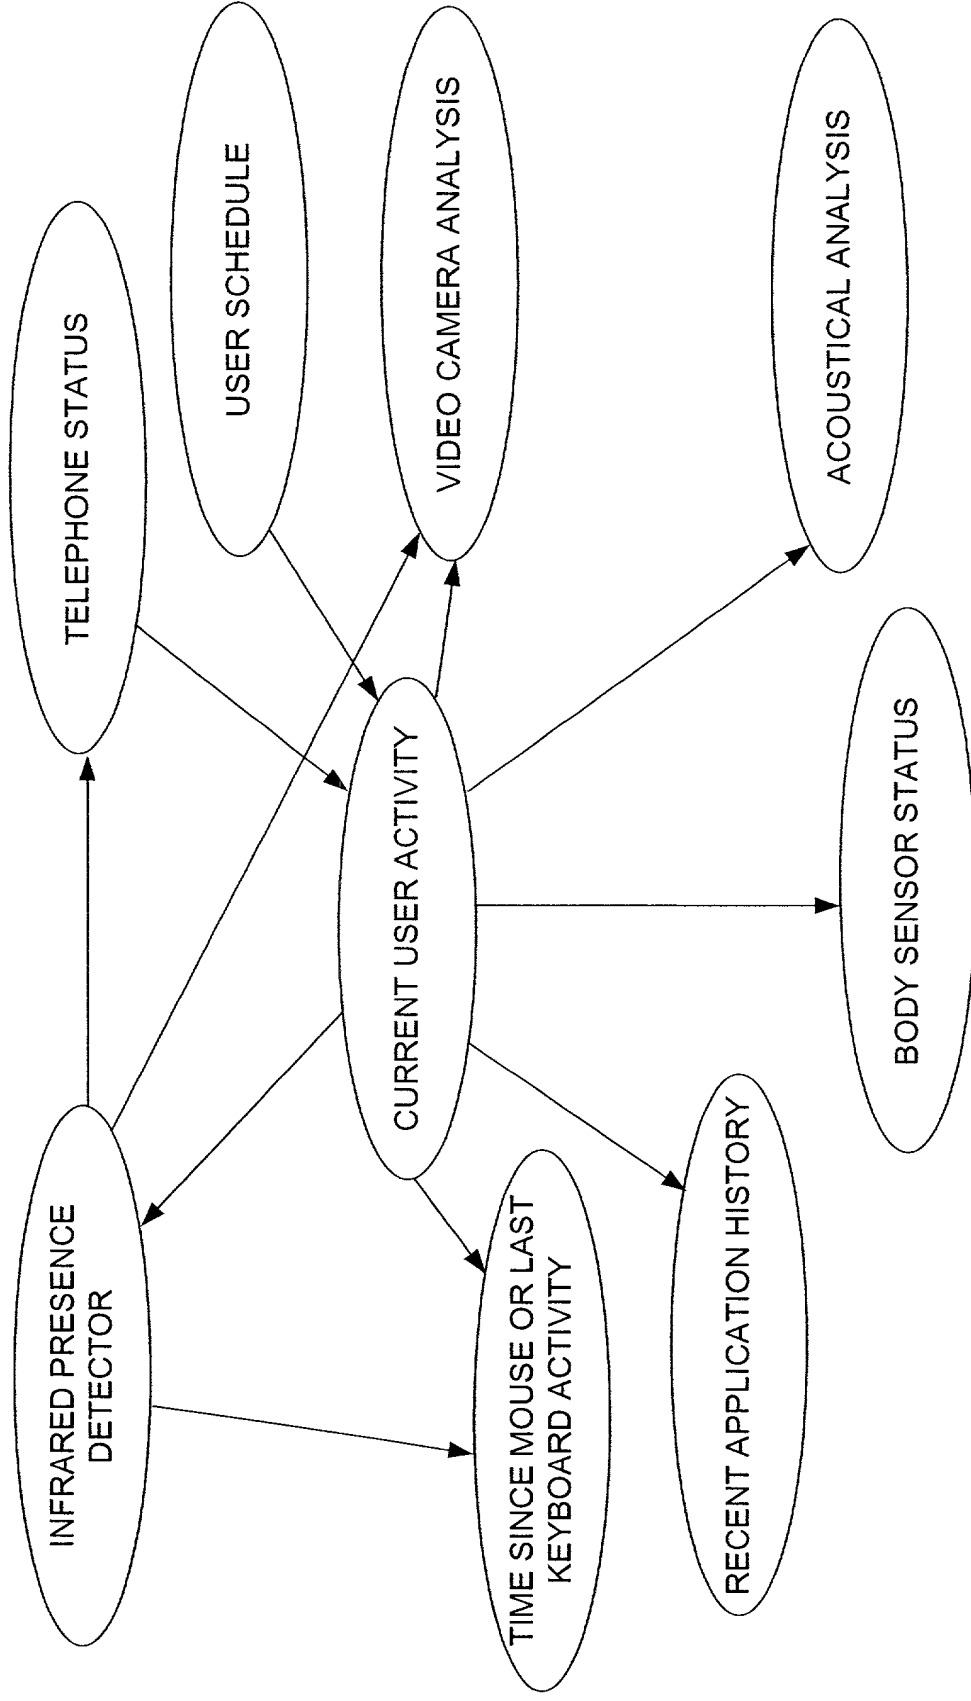 INFRARED PRESENCE
DETECTOR
TELEPHONE STATUS
USER SCHEDULE
CURRENT USER ACTIVITY
VIDEO CAMERA ANALYSIS
TIME SINCE MOUSE OR LAST
KEYBOARD ACTIVITY
RECENT APPLICATION HISTORY
BODY SENSOR STATUS
ACOUSTICAL ANALYSIS